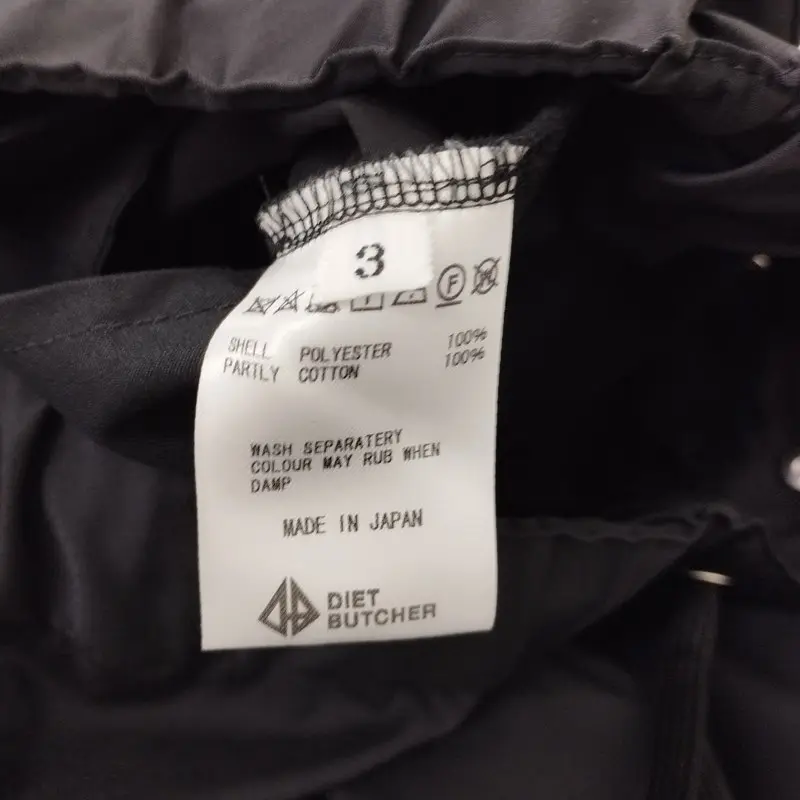 3
F
SHELL POLYESTER 100%
PARTLY COTTON 100%
WASH SEPARATERY
COLOUR MAY RUB WHEN
DAMP
MADE IN JAPAN
DIET
BUTCHER